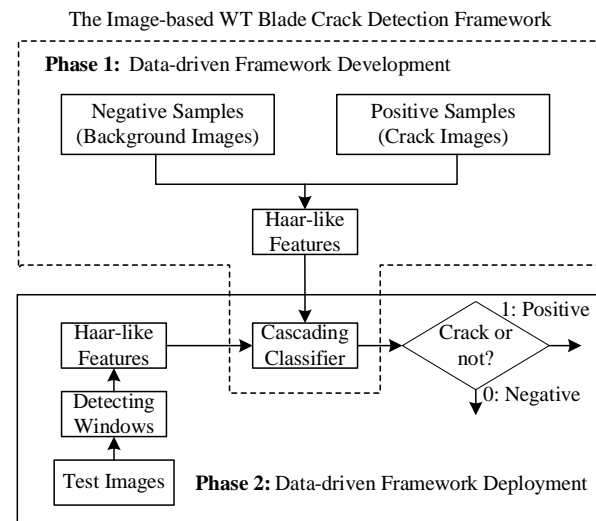 The Image-based WT Blade Crack Detection Framework
Phase 1: Data-driven Framework Development
Negative Samples
(Background Images)
Positive Samples
(Crack Images)
Haar-like
Features
1: Positive
Haar-like
Features
Cascading
Classifier
Crack or
not?
0: Negative
Detecting
Windows
Test Images
Phase 2: Data-driven Framework Deployment